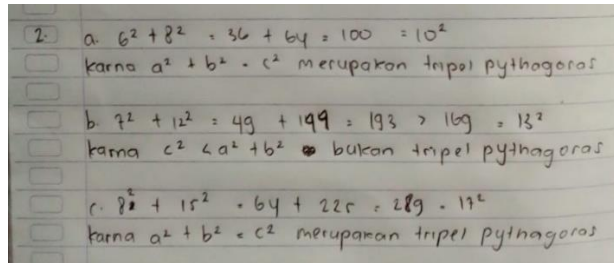 2. a. 6² + 8² = 36 + 64 = 100 = 10²
karna a² + b² = c² merupakan tripel pythagoras
b. 7² + 12² = 49 + 144 = 193 > 169 = 13²
karna c² < a² + b² bukan tripel pythagoras
c. 8² + 15² = 64 + 225 = 289 = 17²
karna a² + b² = c² merupakan tripel pythagoras